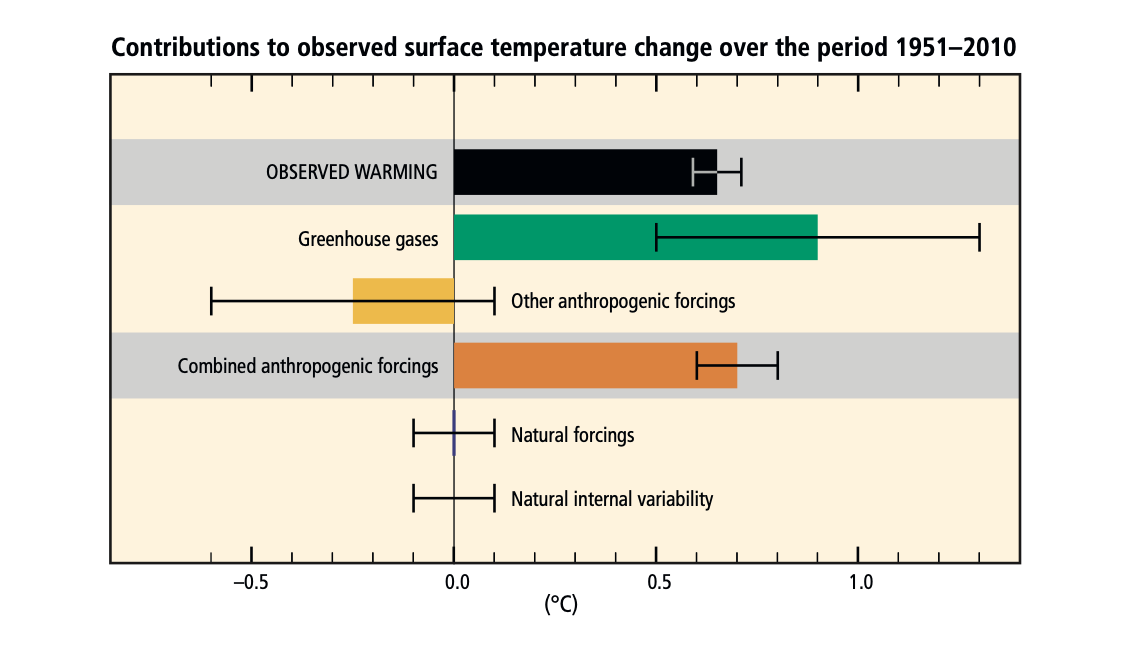 Contributions to observed surface temperature change over the period 1951–2010
OBSERVED WARMING
Greenhouse gases
Other anthropogenic forcings
Combined anthropogenic forcings
Natural forcings
Natural internal variability
–0.5 0.0 0.5 1.0
(°C)